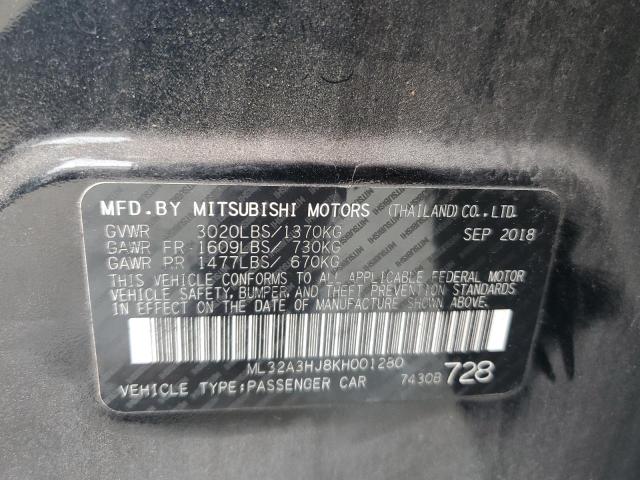 MFD.BY MITSUBISHI MOTORS (THAILAND) CO.,LTD.
GVWR 3020LBS/1370KG SEP 2018
GAWR FR 1609LBS/ 730KG
GAWR RR 1477LBS/ 670KG
THIS VEHICLE CONFORMS TO ALL APPLICABLE FEDERAL MOTOR
VEHICLE SAFETY, BUMPER, AND THEFT PREVENTION STANDARDS
IN EFFECT ON THE DATE OF MANUFACTURE SHOWN ABOVE.
ML32A3HJ8KH001280
VEHICLE TYPE:PASSENGER CAR 7430B 728